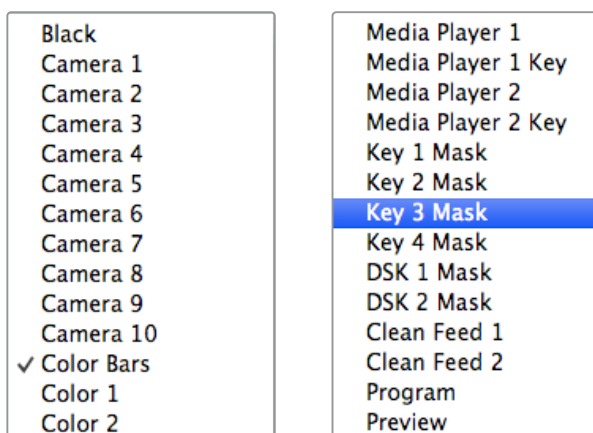 Black
Camera 1
Camera 2
Camera 3
Camera 4
Camera 5
Camera 6
Camera 7
Camera 8
Camera 9
Camera 10
✓ Color Bars
Color 1
Color 2
Media Player 1
Media Player 1 Key
Media Player 2
Media Player 2 Key
Key 1 Mask
Key 2 Mask
Key 3 Mask
Key 4 Mask
DSK 1 Mask
DSK 2 Mask
Clean Feed 1
Clean Feed 2
Program
Preview